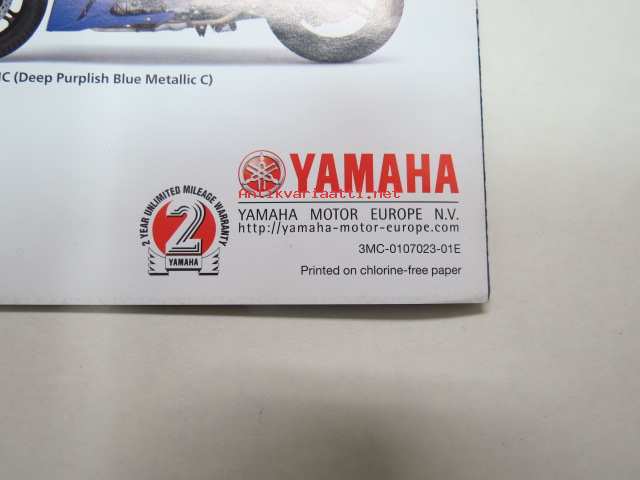 IC (Deep Purplish Blue Metallic C)
YAMAHA
Antikvariaatti.net
YAMAHA MOTOR EUROPE N.V.
http://yamaha-motor-europe.com
3MC-0107023-01E
Printed on chlorine-free paper
2 YEAR UNLIMITED MILEAGE WARRANTY
2
YAMAHA